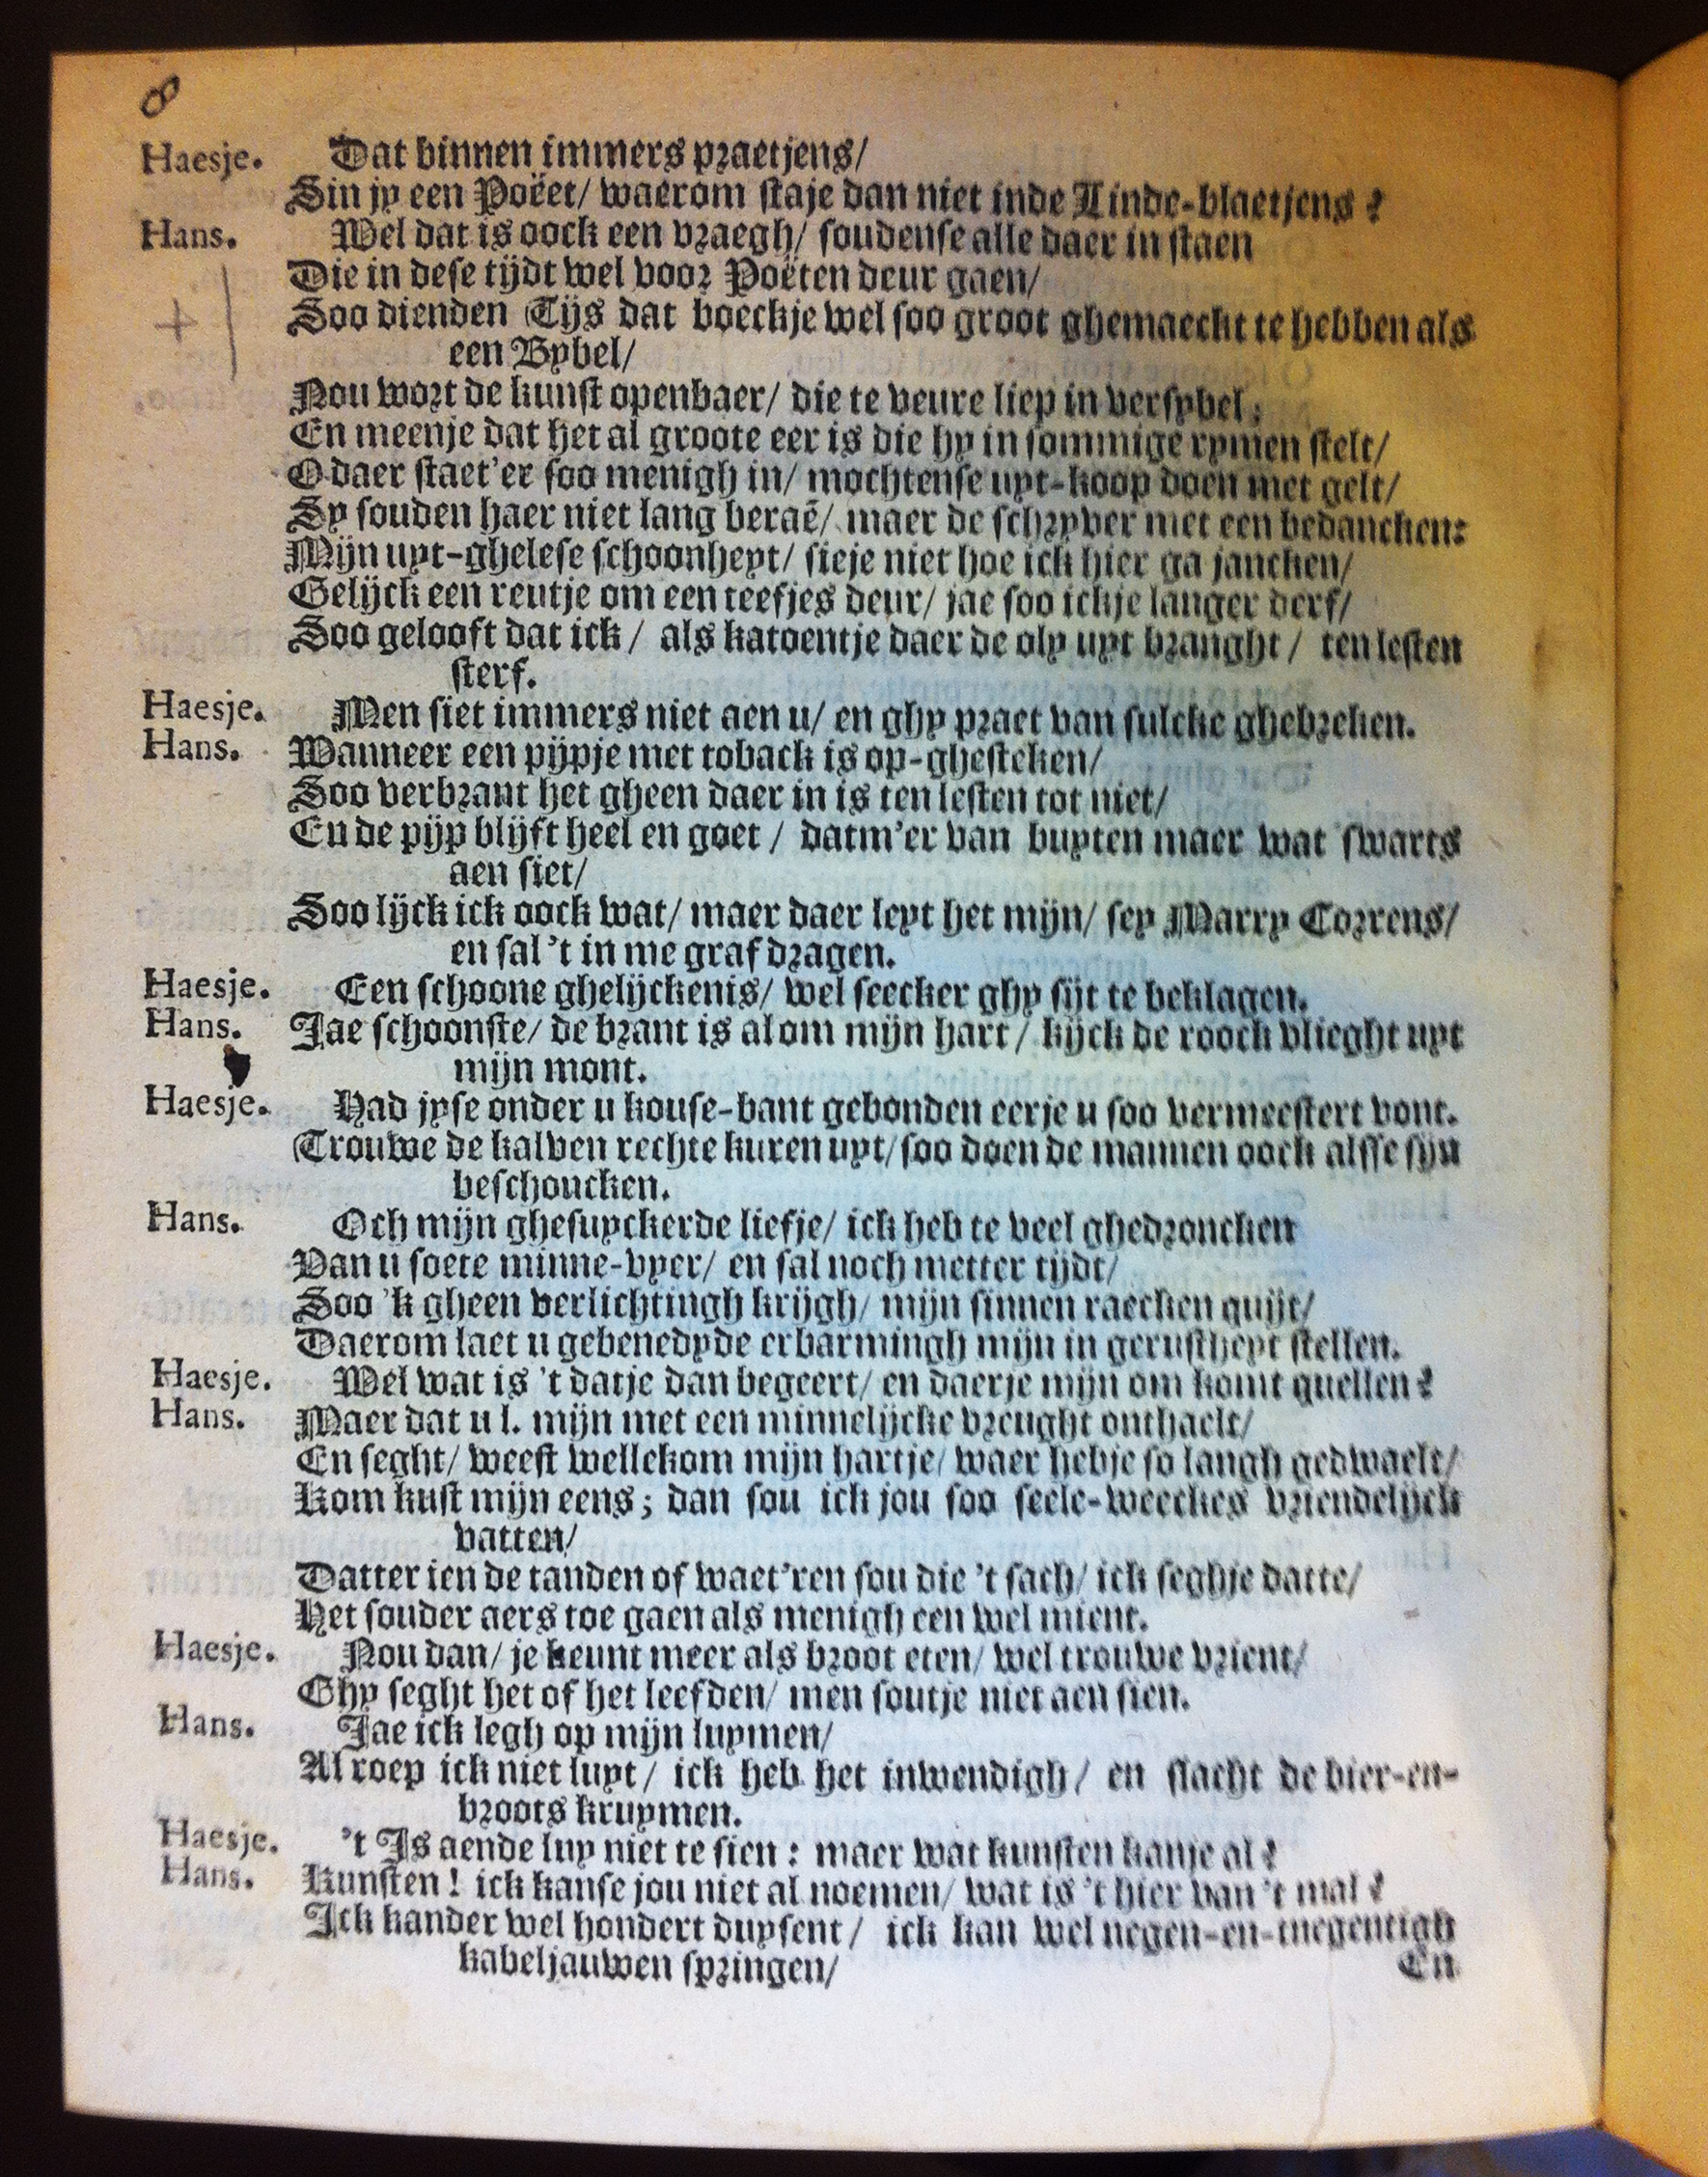 8
Haesje. Dat binnen immers praetjens/
Sin jy een Poëet/ waerom staje dan niet inde Linde-blaetjens?
Hans. Wel dat is oock een vraegh/ soudense alle daer in staen
Die in dese tijdt wel voor Poëten deur gaen/
Soo dienden Tijs dat boeckje wel soo groot ghemaeckt te hebben als
een Bybel/
Nou wort de kunst openbaer/ die te veure liep in versybel;
En meenje dat het al groote eer is die hy in sommige rymen stelt/
O daer staet'er soo menigh in/ mochtense uyt-koop doen met gelt/
Sy souden haer niet lang beraẽ/ maer de schryver met een bedancken:
Mijn uyt-ghelese schoonheyt/ sieje niet hoe ick hier ga jancken/
Gelijck een reutje om een teefjes deur/ jae soo ickje langer derf/
Soo gelooft dat ick/ als katoentje daer de oly uyt branght/ ten lesten
sterf.
Haesje. Men siet immers niet aen u/ en ghy praet van sulcke ghebreken.
Hans. Wanneer een pijpje met toback is op-ghesteken/
Soo verbrant het gheen daer in is ten lesten tot niet/
En de pijp blijft heel en goet/ datm'er van buyten maer wat swarts
aen siet/
Soo lijck ick oock wat/ maer daer leyt het mijn/ sey Marry Correns/
en sal 't in me graf dragen.
Haesje. Een schoone ghelijckenis/ wel seecker ghy sijt te beklagen.
Hans. Jae schoonste/ de brant is al om mijn hart/ kijck de roock vlieght uyt
mijn mont.
Haesje. Had jyse onder u kouse-bant gebonden eerje u soo vermeestert vont.
Trouwe de kalven rechte kuren uyt/ soo doen de mannen oock alsse syn
beschoncken.
Hans. Och mijn ghesuyckerde liefje/ ick heb te veel ghedroncken
Van u soete minne-vyer/ en sal noch metter tijdt/
Soo 'k gheen verlichtingh krijgh/ mijn sinnen raecken quijt/
Daerom laet u gebenedyde erbarmingh mijn in gerustheyt stellen.
Haesje. Wel wat is 't datje dan begeert/ en daerje mijn om komt quellen?
Hans. Maer dat u l. mijn met een minnelijcke vreught onthaelt/
En seght/ weest wellekom mijn hartje/ waer hebje so langh gedwaelt/
Kom kust mijn eens; dan sou ick jou soo seele-weeckes vriendelijck
vatten/
Datter ien de tanden of waet'ren sou die 't sach/ ick seghje datte/
Het souder aers toe gaen als menigh een wel mient.
Haesje. Nou dan/ je keunt meer als broot eten/ wel trouwe vrient/
Ghy seght het of het leefden/ men soutje niet aen sien.
Hans. Jae ick legh op mijn luymen/
Al roep ick niet luyt/ ick heb het inwendigh/ en slacht de bier-en-
broots kruymen.
Haesje. 't Is aende luy niet te sien: maer wat kunsten kanje al?
Hans. Kunsten! ick kanse jou niet al noemen/ wat is 't hier van 't mal?
Ick kander wel hondert duysent/ ick kan wel negen-en-tnegentigh
kabeljauwen springen/
En